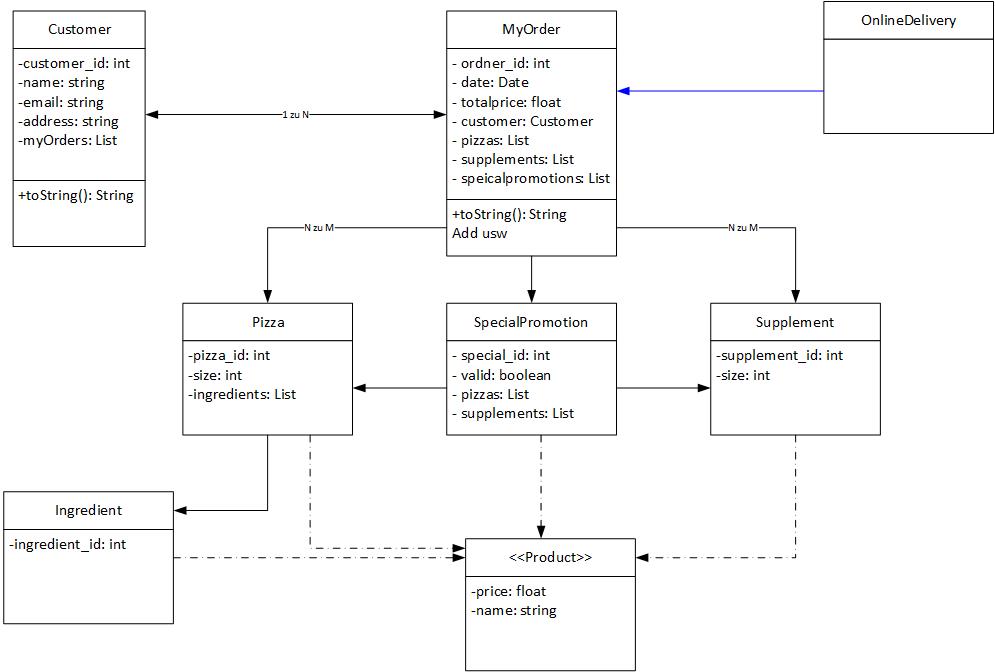 Customer
-customer_id: int
-name: string
-email: string
-address: string
-myOrders: List
+toString(): String
1 zu N
MyOrder
- ordner_id: int
- date: Date
- totalprice: float
- customer: Customer
- pizzas: List
- supplements: List
- speicalpromotions: List
+toString(): String
Add usw
OnlineDelivery
N zu M
N zu M
Pizza
-pizza_id: int
-size: int
-ingredients: List
SpecialPromotion
- special_id: int
- valid: boolean
- pizzas: List
- supplements: List
Supplement
-supplement_id: int
-size: int
Ingredient
-ingredient_id: int
<<Product>>
-price: float
-name: string